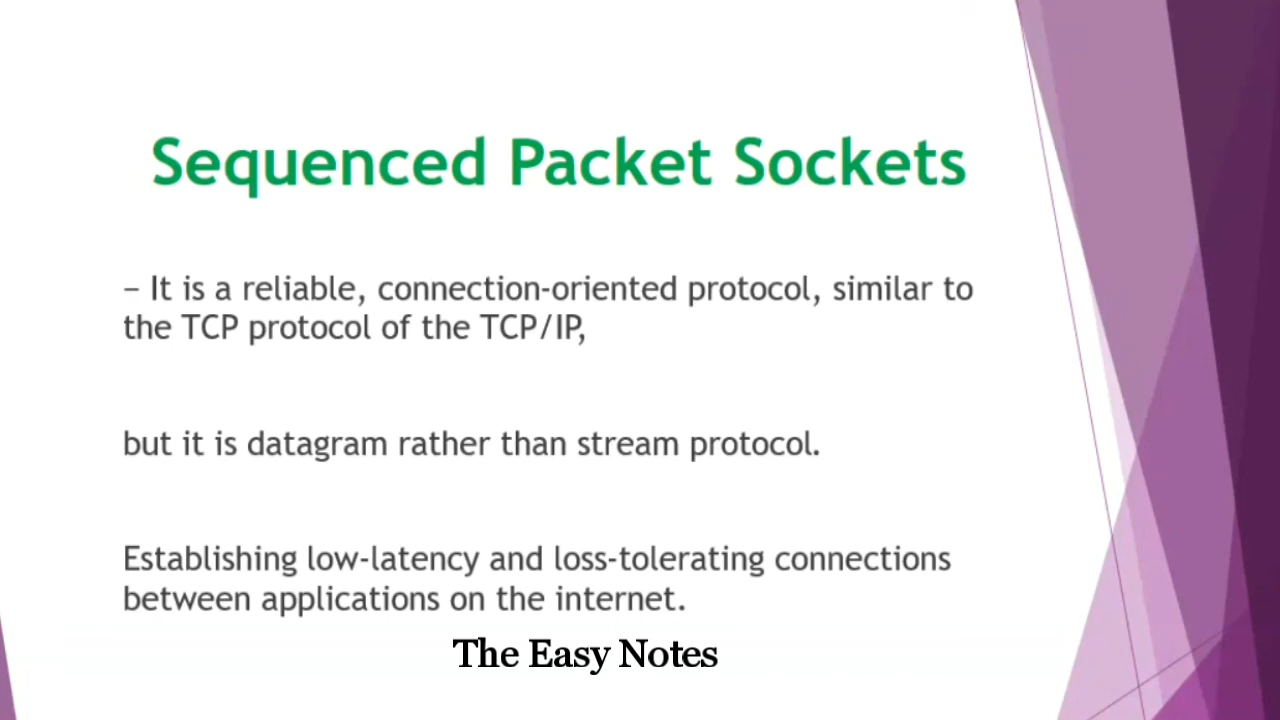 Sequenced Packet Sockets
– It is a reliable, connection-oriented protocol, similar to
the TCP protocol of the TCP/IP,
but it is datagram rather than stream protocol.
Establishing low-latency and loss-tolerating connections
between applications on the internet.
The Easy Notes